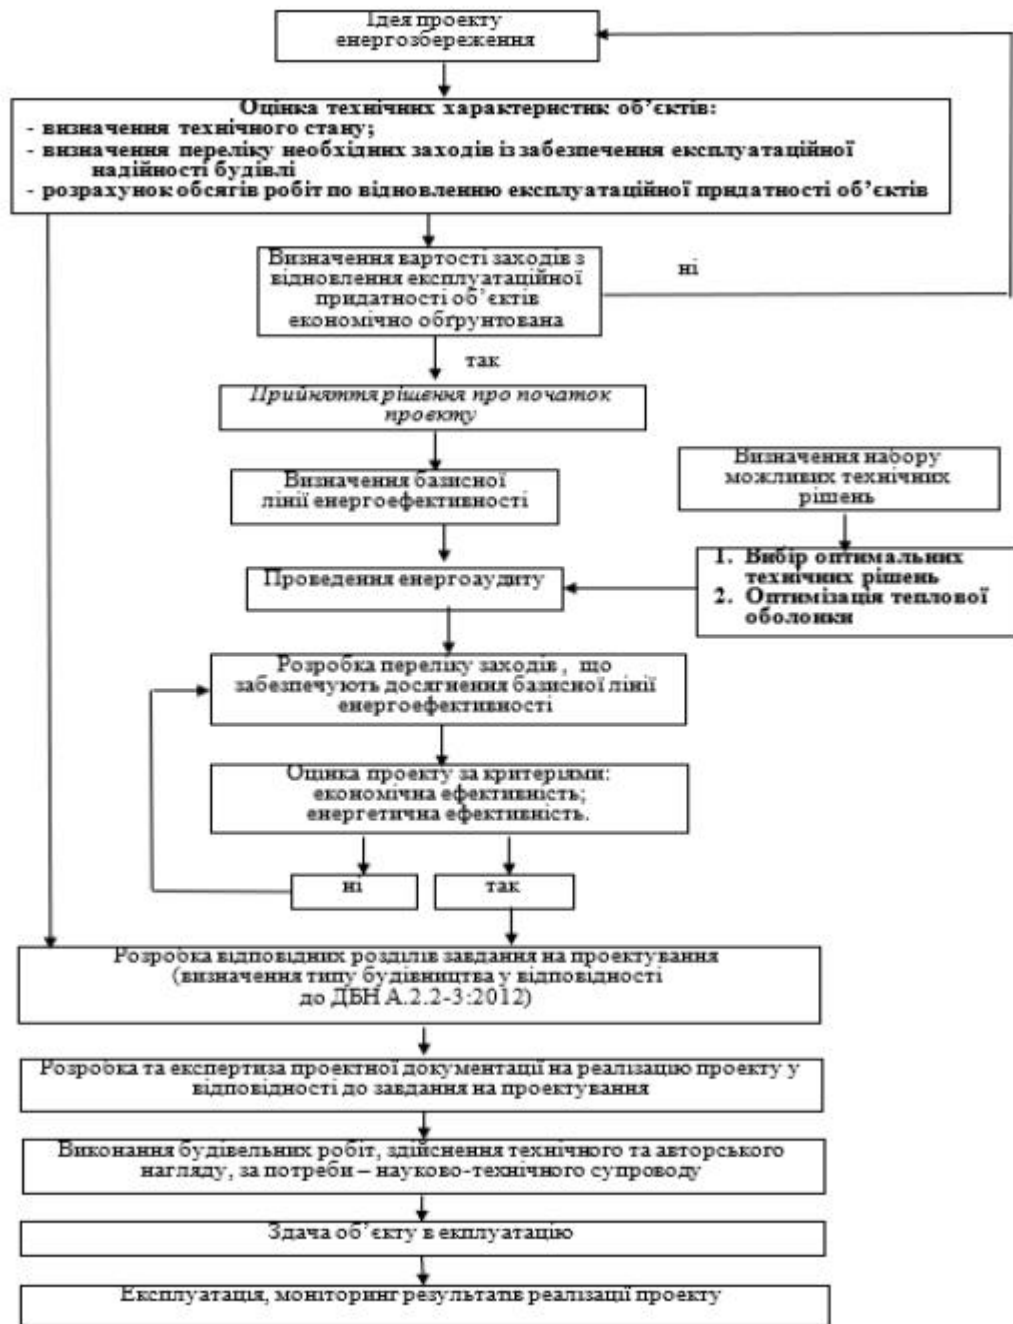 Ідея проекту
енергозбереження
Оцінка технічних характеристик об’єктів:
- визначення технічного стану;
- визначення переліку необхідних заходів із забезпечення експлуатаційної
надійності будівлі
- розрахунок обсягів робіт по відновленню експлуатаційної придатності об’єктів
Визначення вартості заходів з
відновлення експлуатаційної
придатності об’єктів
економічно обґрунтована
ні
так
Прийняття рішення про початок
проекту
Визначення базисної
лінії енергоефективності
Визначення набору
можливих технічних
рішень
Проведення енергоаудиту
1. Вибір оптимальних
технічних рішень
2. Оптимізація теплової
оболонки
Розробка переліку заходів , що
забезпечують досягнення базисної лінії
енергоефективності
Оцінка проекту за критеріями:
економічна ефективність;
енергетична ефективність.
ні
так
Розробка відповідних розділів завдання на проектування
(визначення типу будівництва у відповідності
до ДБН А.2.2-3:2012)
Розробка та експертиза проектної документації на реалізацію проекту у
відповідності до завдання на проектування
Виконання будівельних робіт, здійснення технічного та авторського
нагляду, за потреби – науково-технічного супроводу
Здача об’єкту в експлуатацію
Експлуатація, моніторинг результатів реалізації проекту